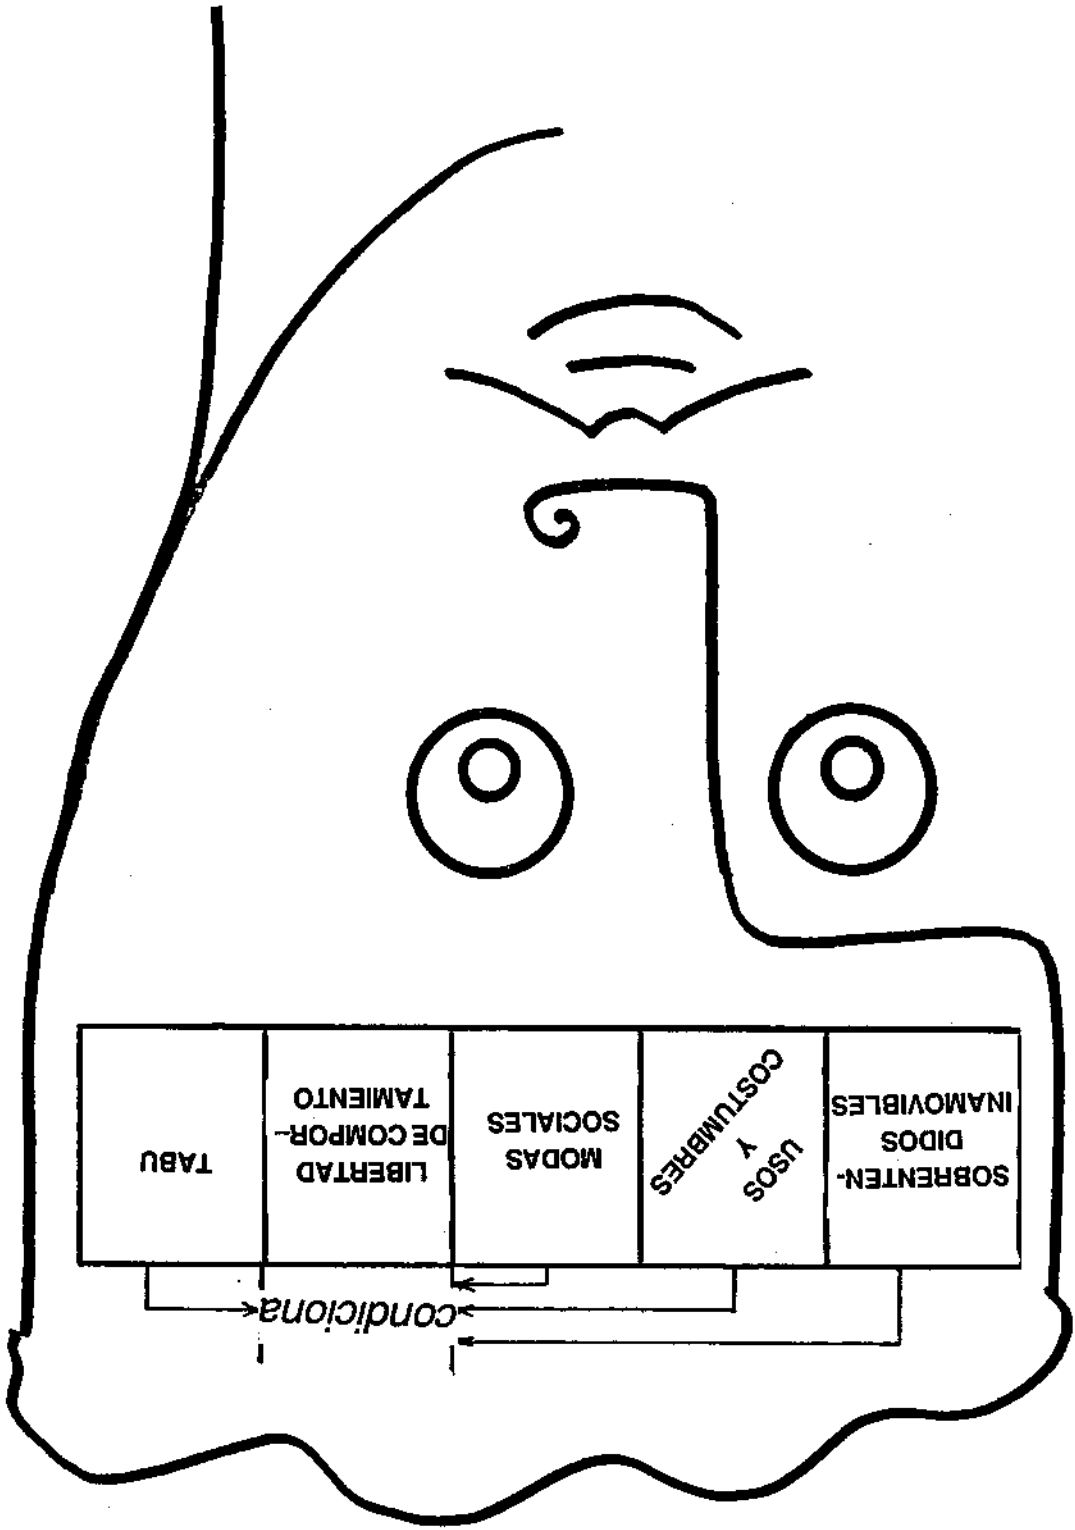 condiciona
SOBRENTEN-
DIDOS
INAMOVIBLES
USOS
Y
COSTUMBRES
MODAS
SOCIALES
LIBERTAD
DE COMPOR-
TAMIENTO
TABU